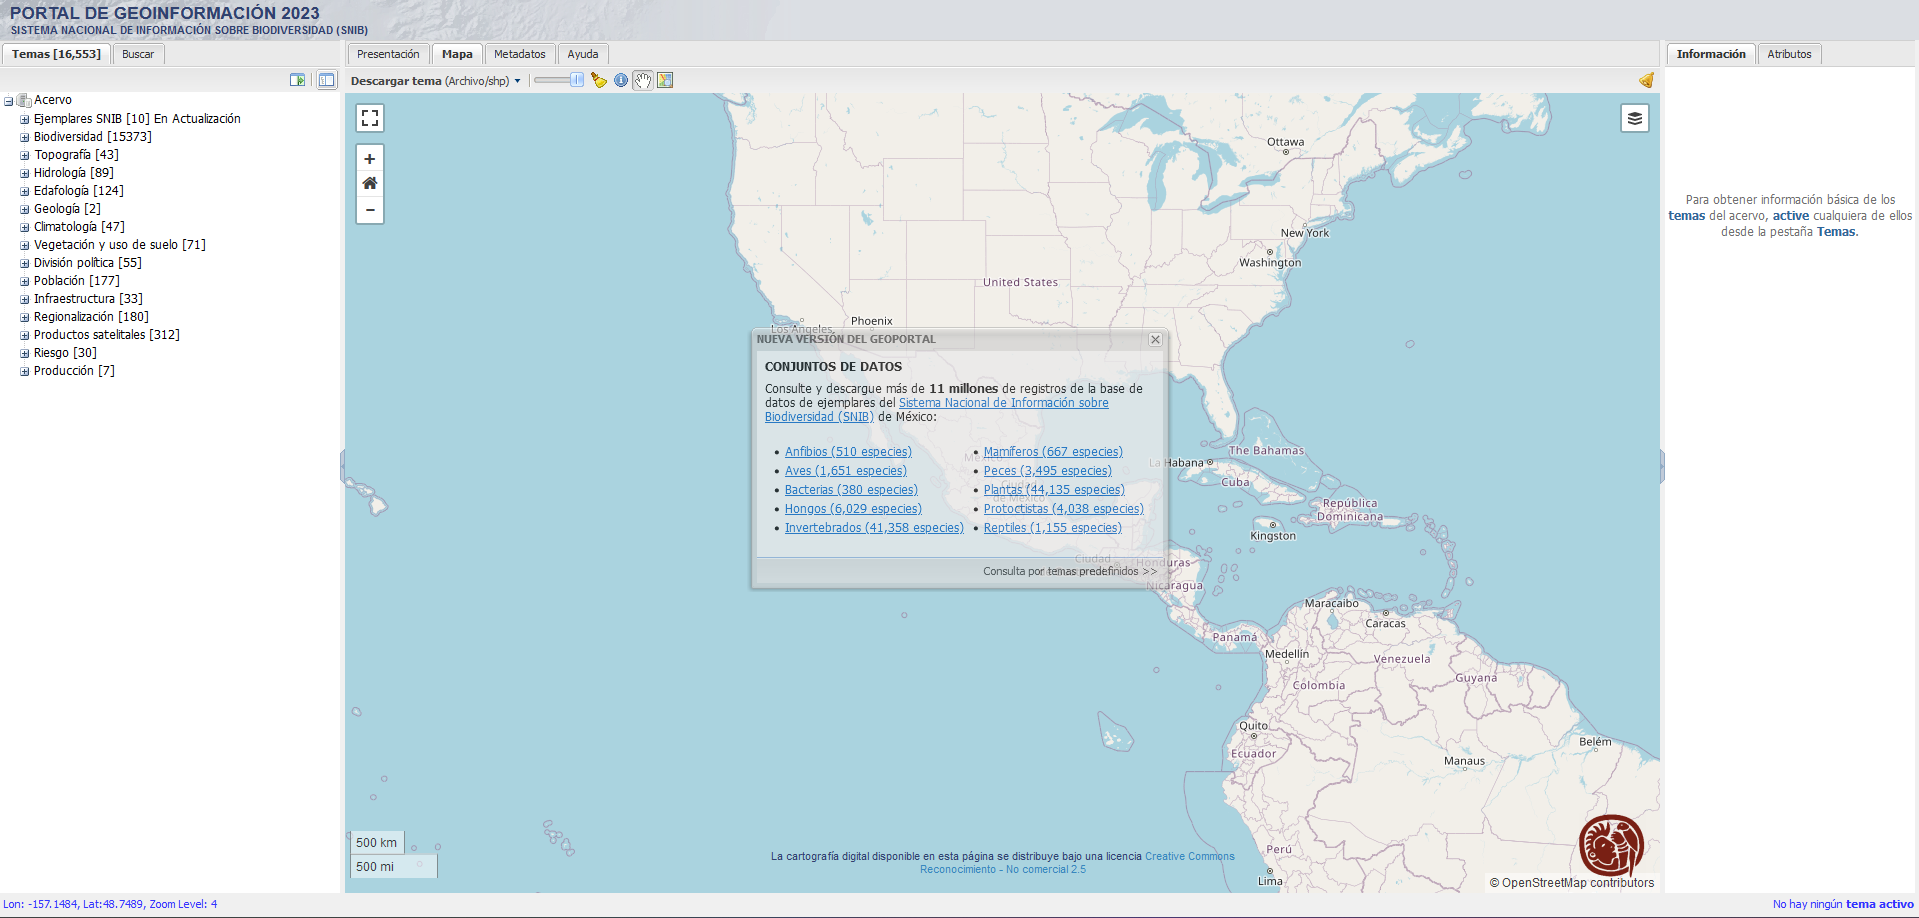 PORTAL DE GEOINFORMACIÓN 2023
SISTEMA NACIONAL DE INFORMACIÓN SOBRE BIODIVERSIDAD (SNIB)
Temas [16,553]
Buscar
Acervo
Ejemplares SNIB [10] En Actualización
Biodiversidad [15373]
Topografía [43]
Hidrología [89]
Edafología [124]
Geología [2]
Climatología [47]
Vegetación y uso de suelo [71]
División política [55]
Población [177]
Infraestructura [33]
Regionalización [180]
Productos satelitales [312]
Riesgo [30]
Producción [7]
Presentación
Mapa
Metadatos
Ayuda
Descargar tema (Archivo/shp)
Ottawa
New York
Washington
United States
Phoenix
Los Angeles
NUEVA VERSIÓN DEL GEOPORTAL
CONJUNTOS DE DATOS
Consulte y descargue más de 11 millones de registros de la base de
datos de ejemplares del Sistema Nacional de Información sobre
Biodiversidad (SNIB) de México:
Anfibios (510 especies)
Aves (1,651 especies)
Bacterias (380 especies)
Hongos (6,029 especies)
Invertebrados (41,358 especies)
Mamíferos (667 especies)
Peces (3,495 especies)
Plantas (44,135 especies)
Protoctistas (4,038 especies)
Reptiles (1,155 especies)
Consulta por temas predefinidos >>
Ciudad
de México
Ciudad
Honduras
Nicaragua
The Bahamas
La Habana
Cuba
República
Dominicana
Kingston
Maracaibo
Caracas
Panamá
Medellín
Venezuela
Guyana
Colombia
Quito
Ecuador
Belém
Manaus
Perú
Lima
500 km
500 mi
La cartografía digital disponible en esta página se distribuye bajo una licencia Creative Commons
Reconocimiento - No comercial 2.5
© OpenStreetMap contributors
Información
Atributos
Para obtener información básica de los
temas del acervo, active cualquiera de ellos
desde la pestaña Temas.
Lon: -157.1484, Lat:48.7489, Zoom Level: 4
No hay ningún tema activo